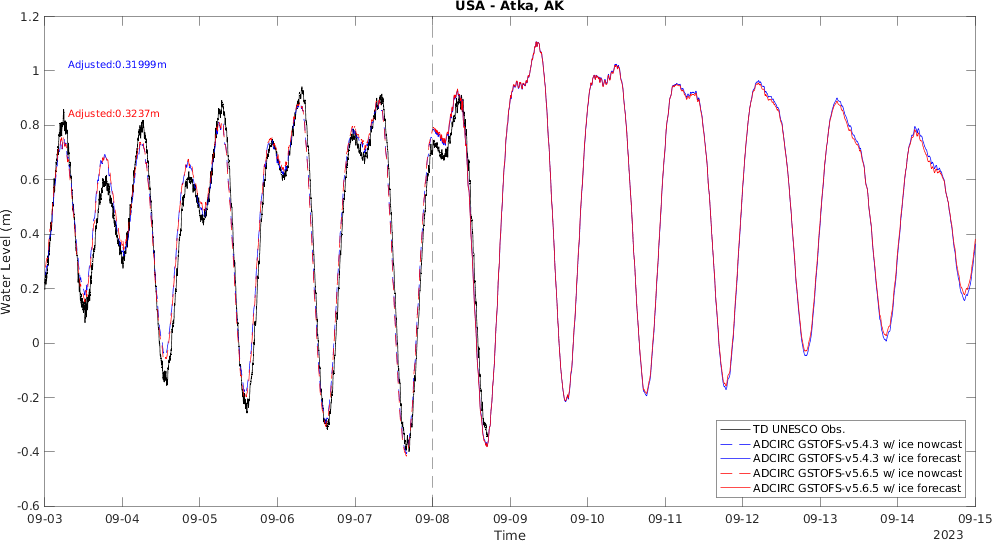 USA - Atka, AK
1.2
1
0.8
0.6
0.4
0.2
0
-0.2
-0.4
-0.6
Water Level (m)
Adjusted:0.31999m
Adjusted:0.3237m
TD UNESCO Obs.
ADCIRC GSTOFS-v5.4.3 w/ ice nowcast
ADCIRC GSTOFS-v5.4.3 w/ ice forecast
ADCIRC GSTOFS-v5.6.5 w/ ice nowcast
ADCIRC GSTOFS-v5.6.5 w/ ice forecast
09-03 09-04 09-05 09-06 09-07 09-08 09-09 09-10 09-11 09-12 09-13 09-14 09-15
Time
2023